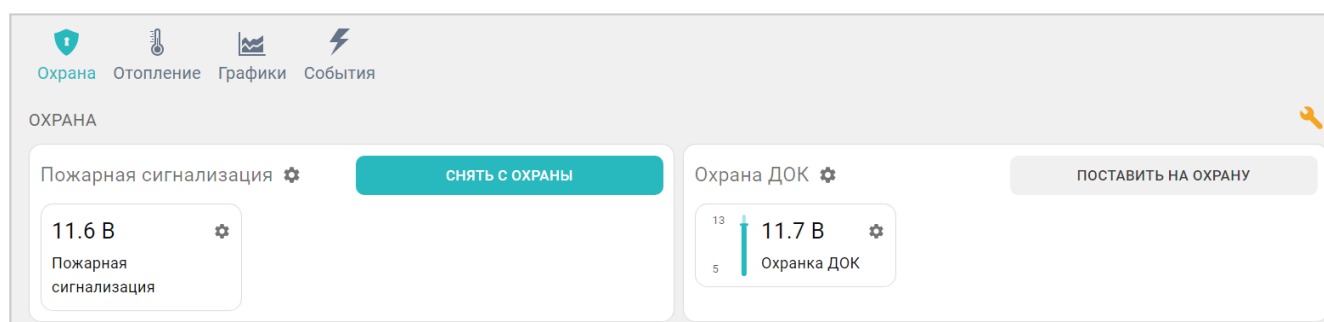 Охрана Отопление Графики События
ОХРАНА
Пожарная сигнализация СНЯТЬ С ОХРАНЫ
11.6 В
Пожарная
сигнализация
Охрана ДОК ПОСТАВИТЬ НА ОХРАНУ
13
11.7 В
Охранка ДОК
5